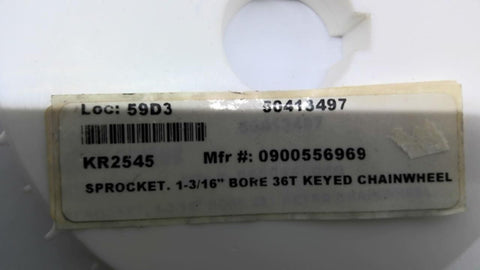 Loc: 59D3 50413497
KR2545 Mfr #: 0900556969
SPROCKET. 1-3/16" BORE 36T KEYED CHAINWHEEL